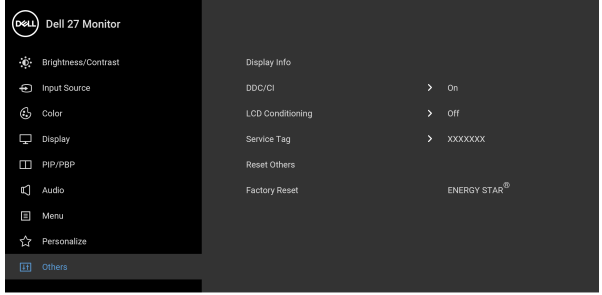 DELL Dell 27 Monitor
Brightness/Contrast
Display Info
Input Source
DDC/CI > On
Color
LCD Conditioning > Off
Display
Service Tag > XXXXXXX
PIP/PBP
Reset Others
Audio
Factory Reset ENERGY STAR®
Menu
Personalize
Others